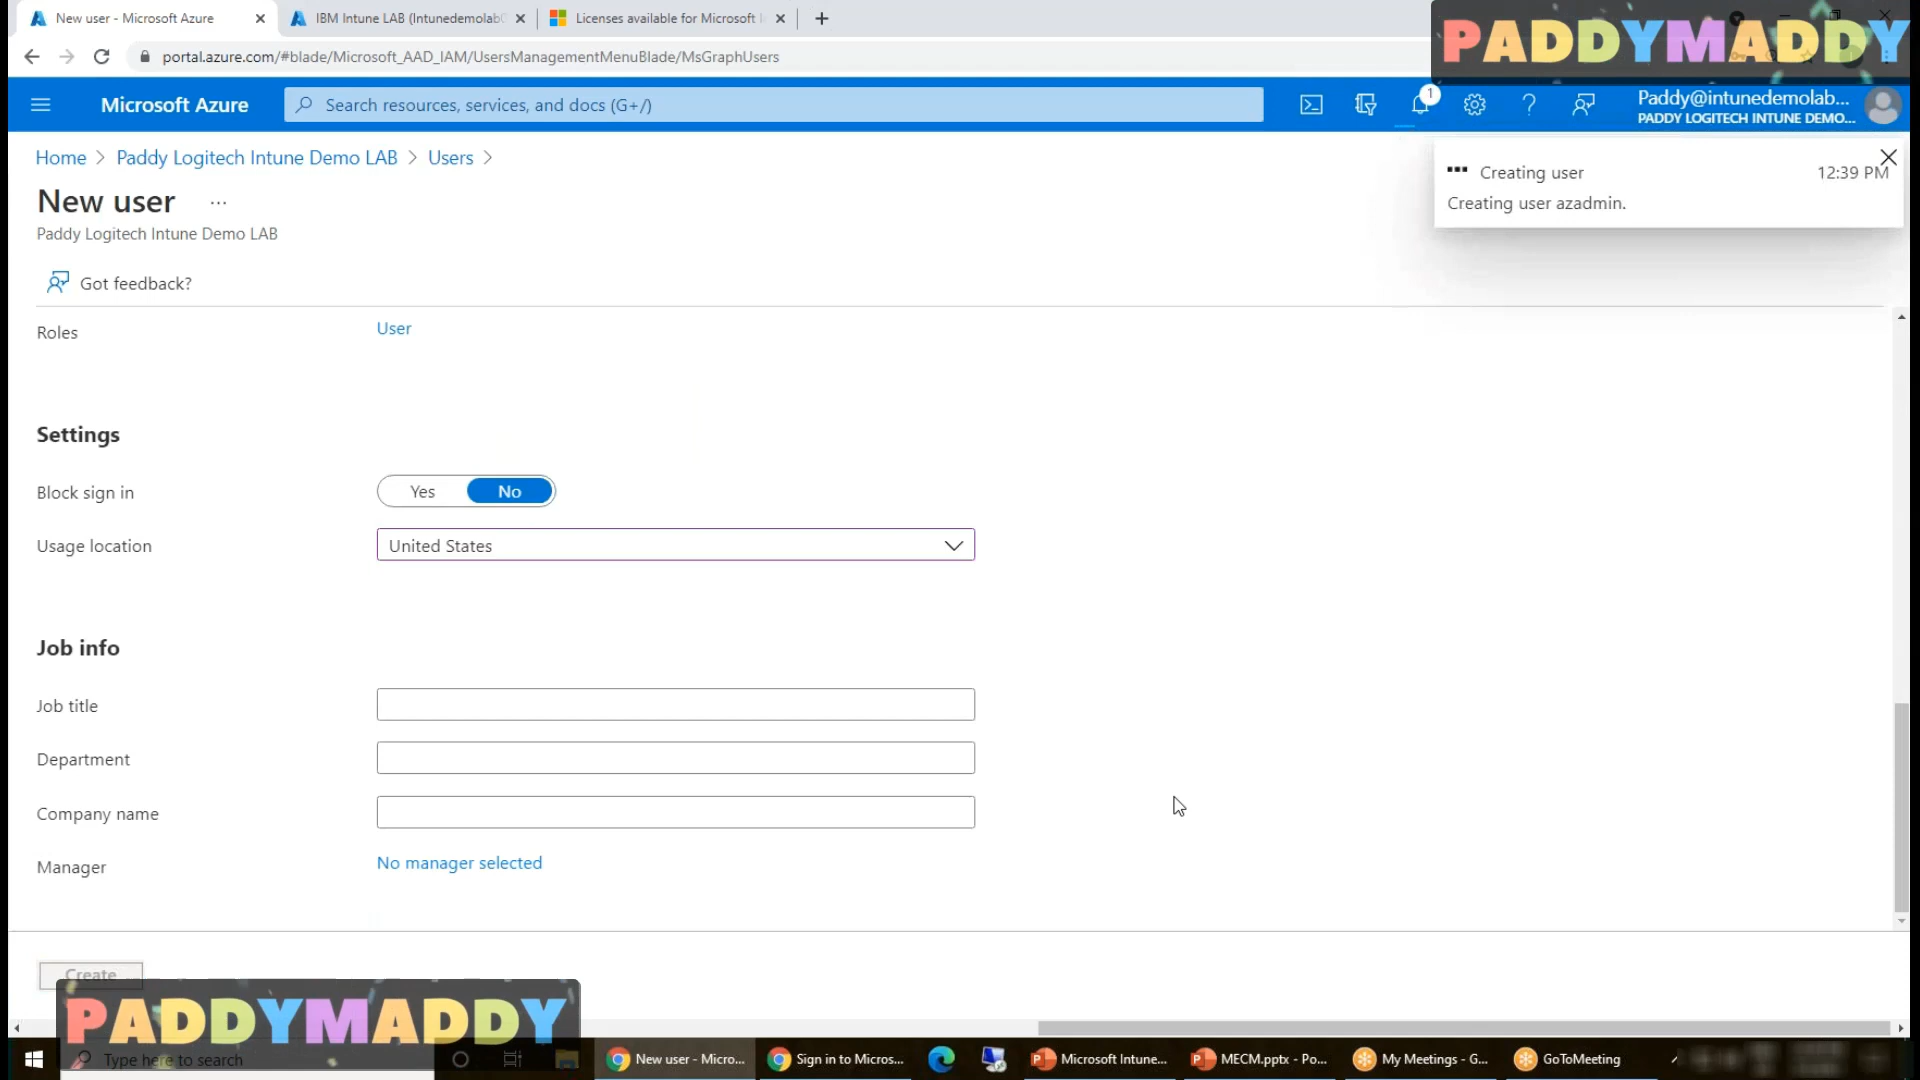 New user - Microsoft Azure
IBM Intune LAB (Intunedemolab
Licenses available for Microsoft
PADDYMADDY
portal.azure.com/#blade/Microsoft_AAD_IAM/UsersManagementMenuBlade/MsGraphUsers
Microsoft Azure
Search resources, services, and docs (G+/)
1
Paddy@intunedemolab...
PADDY LOGITECH INTUNE DEMO...
Home > Paddy Logitech Intune Demo LAB > Users >
Creating user
12:39 PM
Creating user azadmin.
New user ...
Paddy Logitech Intune Demo LAB
Got feedback?
Roles
User
Settings
Block sign in
Yes
No
Usage location
United States
Job info
Job title
Department
Company name
Manager
No manager selected
Create
PADDYMADDY
Type here to search
New user - Micro...
Sign in to Micros...
Microsoft Intune...
MECM.pptx - Po...
My Meetings - G...
GoToMeeting